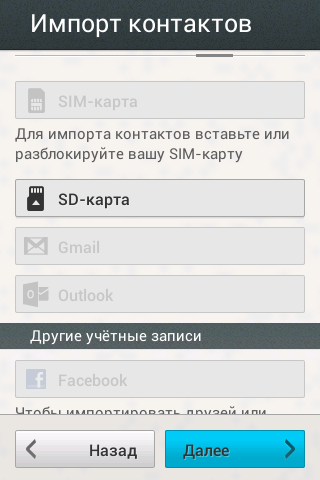 Импорт контактов
SIM-карта
Для импорта контактов вставьте или
разблокируйте вашу SIM-карту
SD-карта
Gmail
Outlook
Другие учётные записи
Facebook
Чтобы импортировать друзей или
Назад
Далее